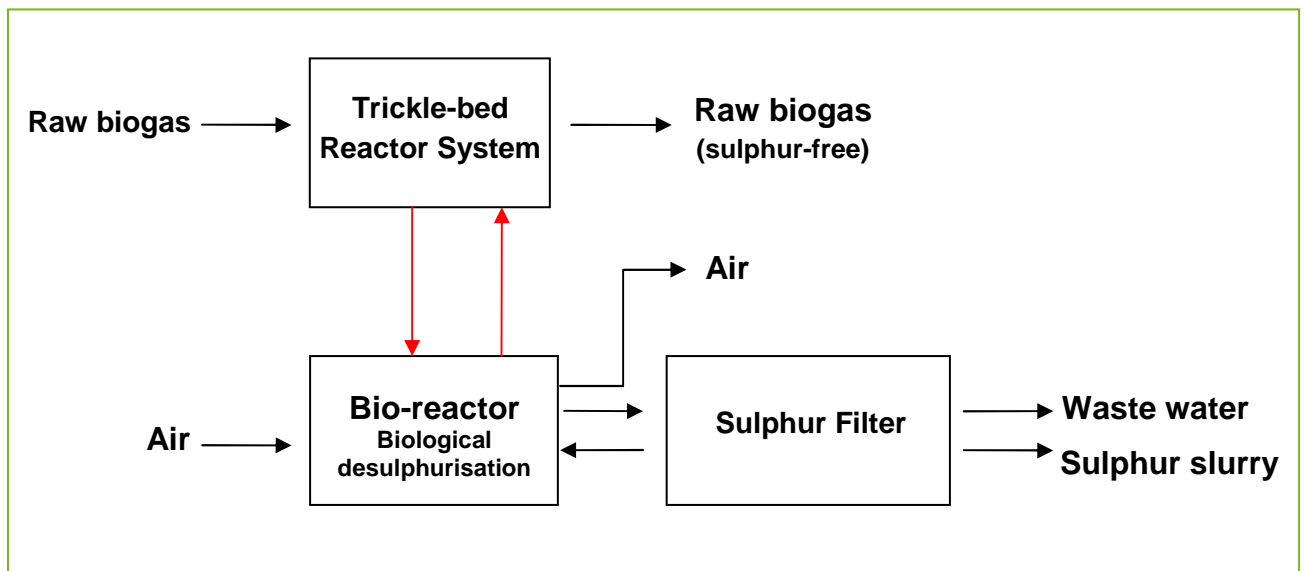 Raw biogas
Trickle-bed
Reactor System
Raw biogas
(sulphur-free)
Air
Air
Bio-reactor
Biological
desulphurisation
Sulphur Filter
Waste water
Sulphur slurry